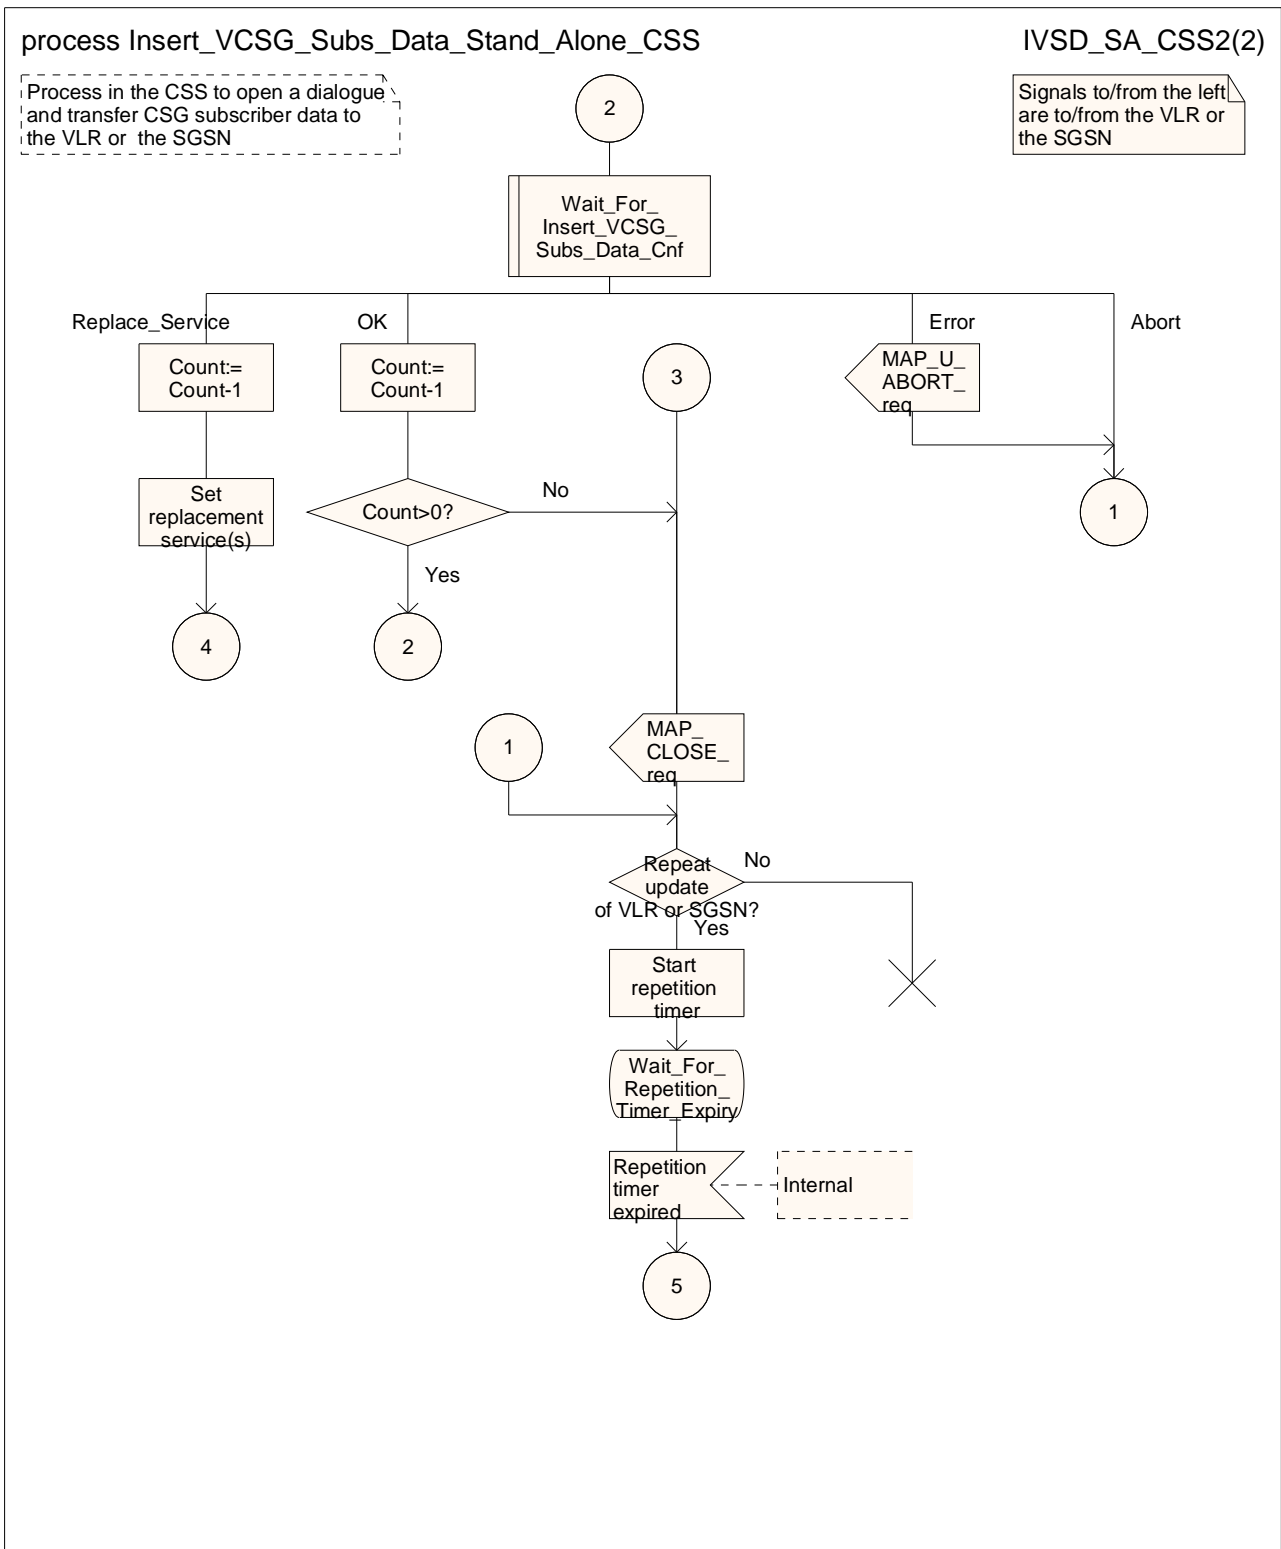 process Insert_VCSG_Subs_Data_Stand_Alone_CSS
IVSD_SA_CSS2(2)
Process in the CSS to open a dialogue
and transfer CSG subscriber data to
the VLR or the SGSN
2
Signals to/from the left
are to/from the VLR or
the SGSN
Wait_For_
Insert_VCSG_
Subs_Data_Cnf
Replace_Service
OK
Error
Abort
Count:=
Count-1
Count:=
Count-1
3
MAP_U_
ABORT_
req
Set
replacement
service(s)
Count>0?
No
1
Yes
4
2
1
MAP_
CLOSE_
req
Repeat
update
of VLR or SGSN?
No
Yes
Start
repetition
timer
Wait_For_
Repetition_
Timer_Expiry
Repetition
timer
expired
Internal
5